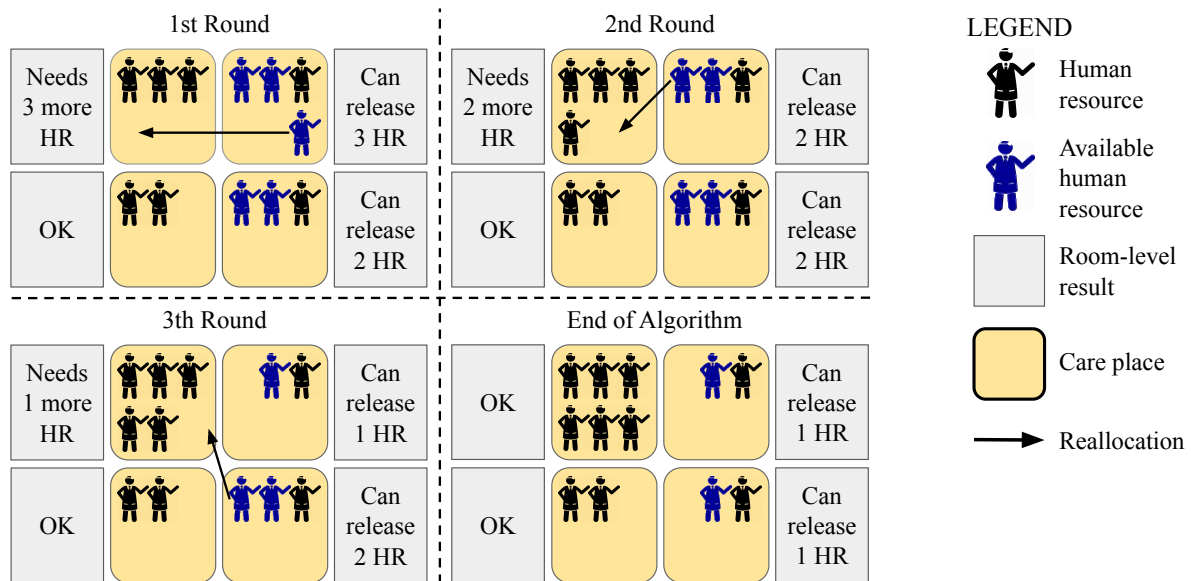 1st Round
Needs
3 more
HR
Can
release
3 HR
OK
Can
release
2 HR
2nd Round
Needs
2 more
HR
Can
release
2 HR
OK
Can
release
2 HR
3th Round
Needs
1 more
HR
Can
release
1 HR
OK
Can
release
2 HR
End of Algorithm
OK
Can
release
1 HR
OK
Can
release
1 HR
LEGEND
Human
resource
Available
human
resource
Room-level
result
Care place
Reallocation